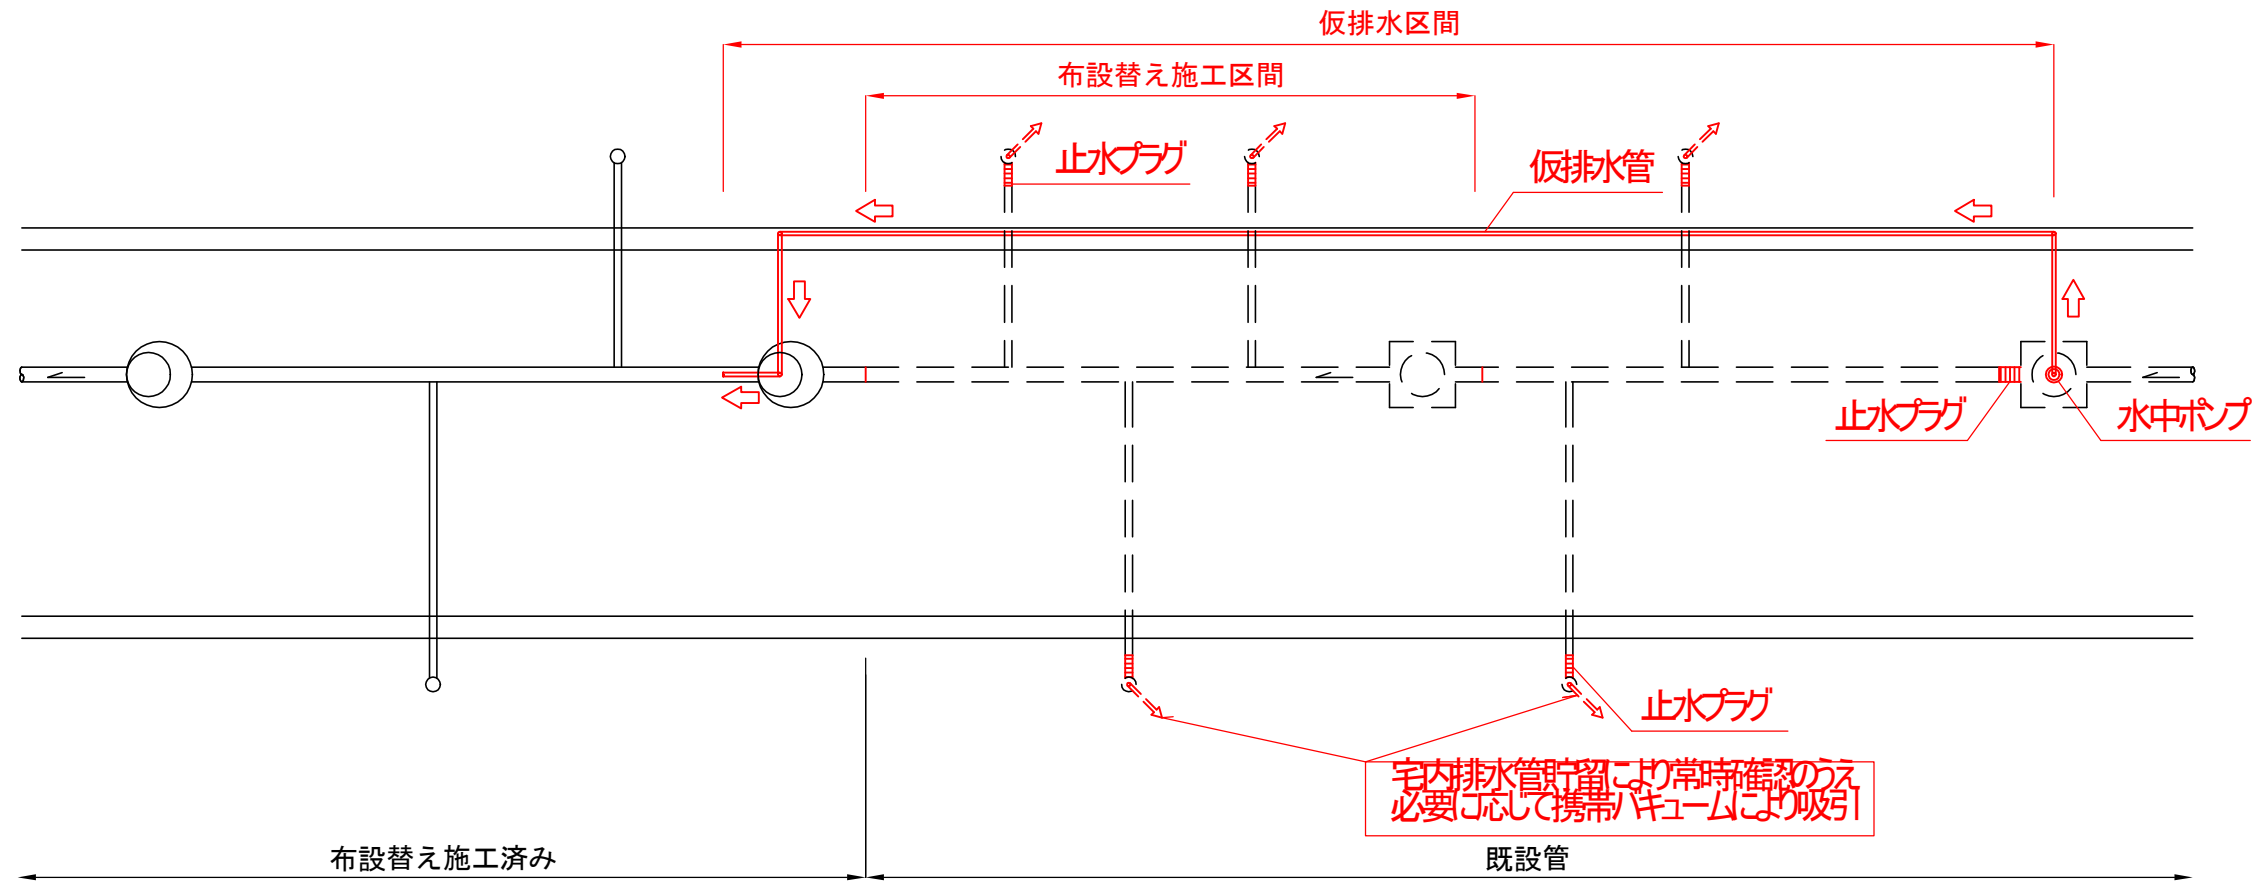 仮排水区間
布設替え施工区間
止水プラグ
仮排水管
止水プラグ
水中ポンプ
止水プラグ
宅内排水管貯留により常時確認のうえ
必要に応じて携帯バキュームにより吸引
布設替え施工済み
既設管